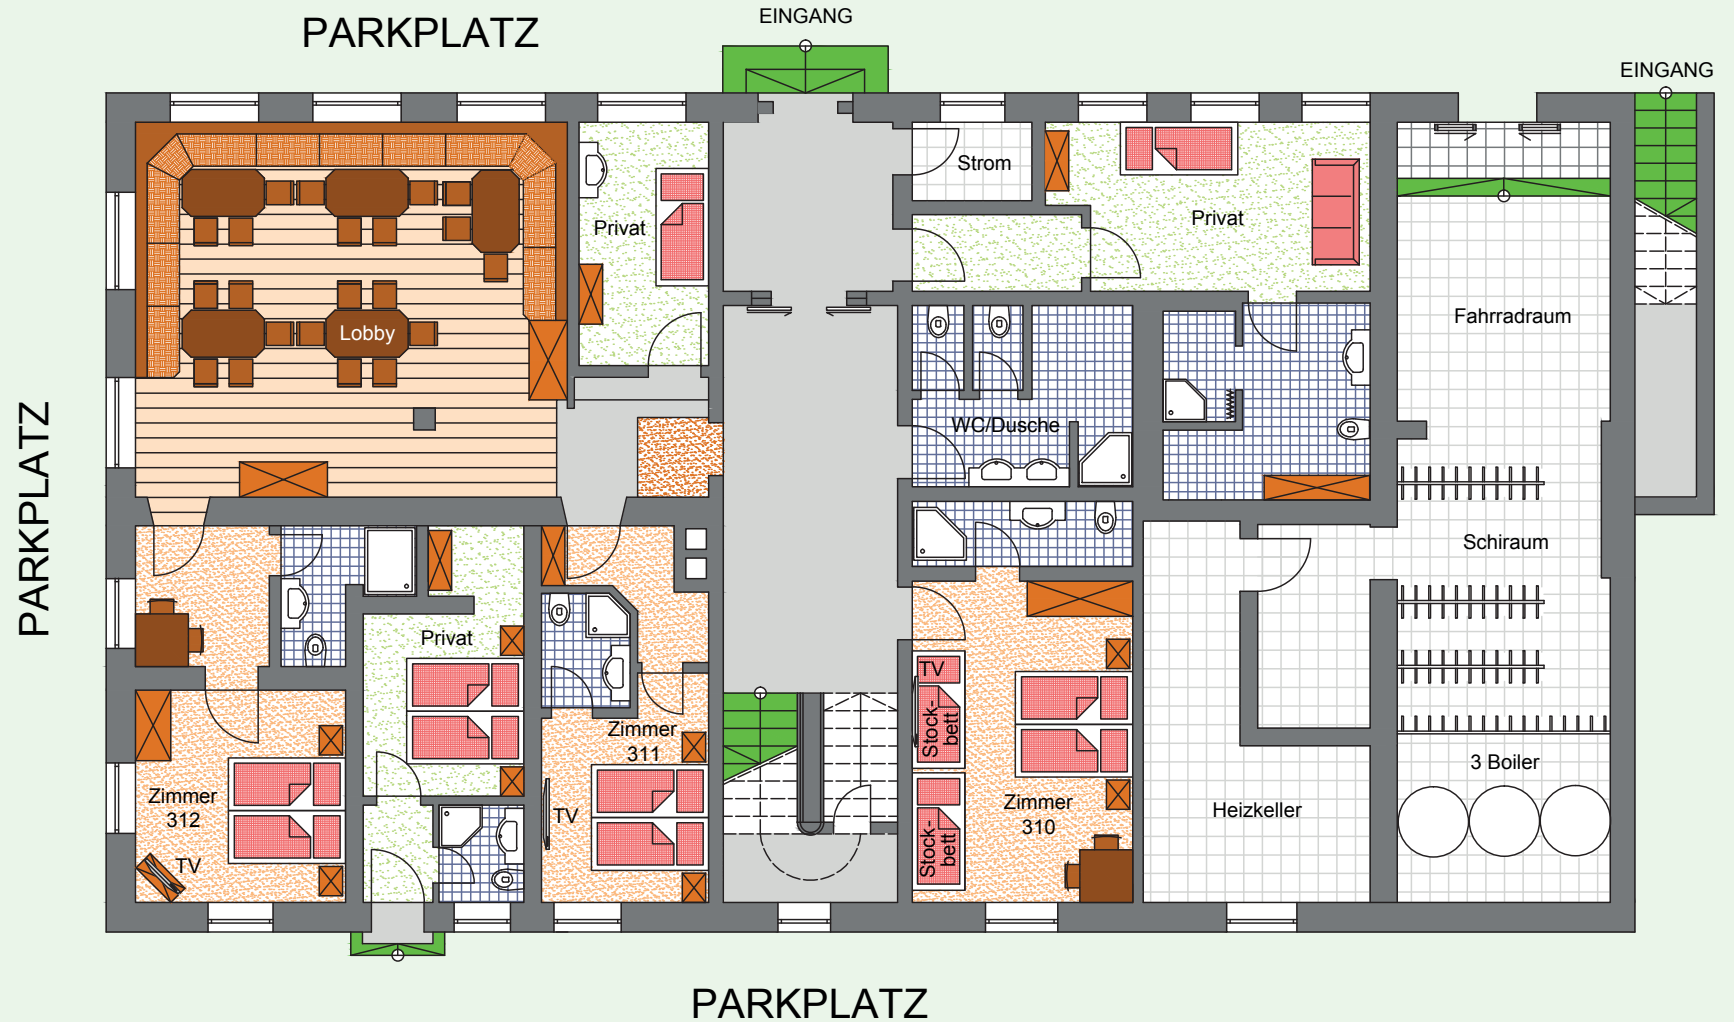 PARKPLATZ
EINGANG
EINGANG
Strom
Privat
Privat
Fahrradraum
Lobby
WC/Dusche
PARKPLATZ
Schiraum
Privat
TV
Stock-
bett
Zimmer
311
3 Boiler
Zimmer
312
Zimmer
310
Heizkeller
TV
Stock-
bett
TV
PARKPLATZ